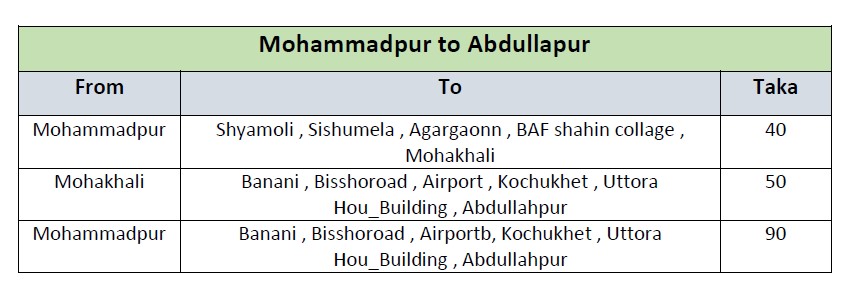 Mohammadpur to Abdullapur
From To Taka
Mohammadpur Shyamoli , Sishumela , Agargaonn , BAF shahin collage , 40
Mohakhali
Mohakhali Banani , Bisshoroad , Airport , Kochukhet , Uttora 50
Hou_Building , Abdullahpur
Mohammadpur Banani , Bisshoroad , Airportb, Kochukhet , Uttora 90
Hou_Building , Abdullahpur